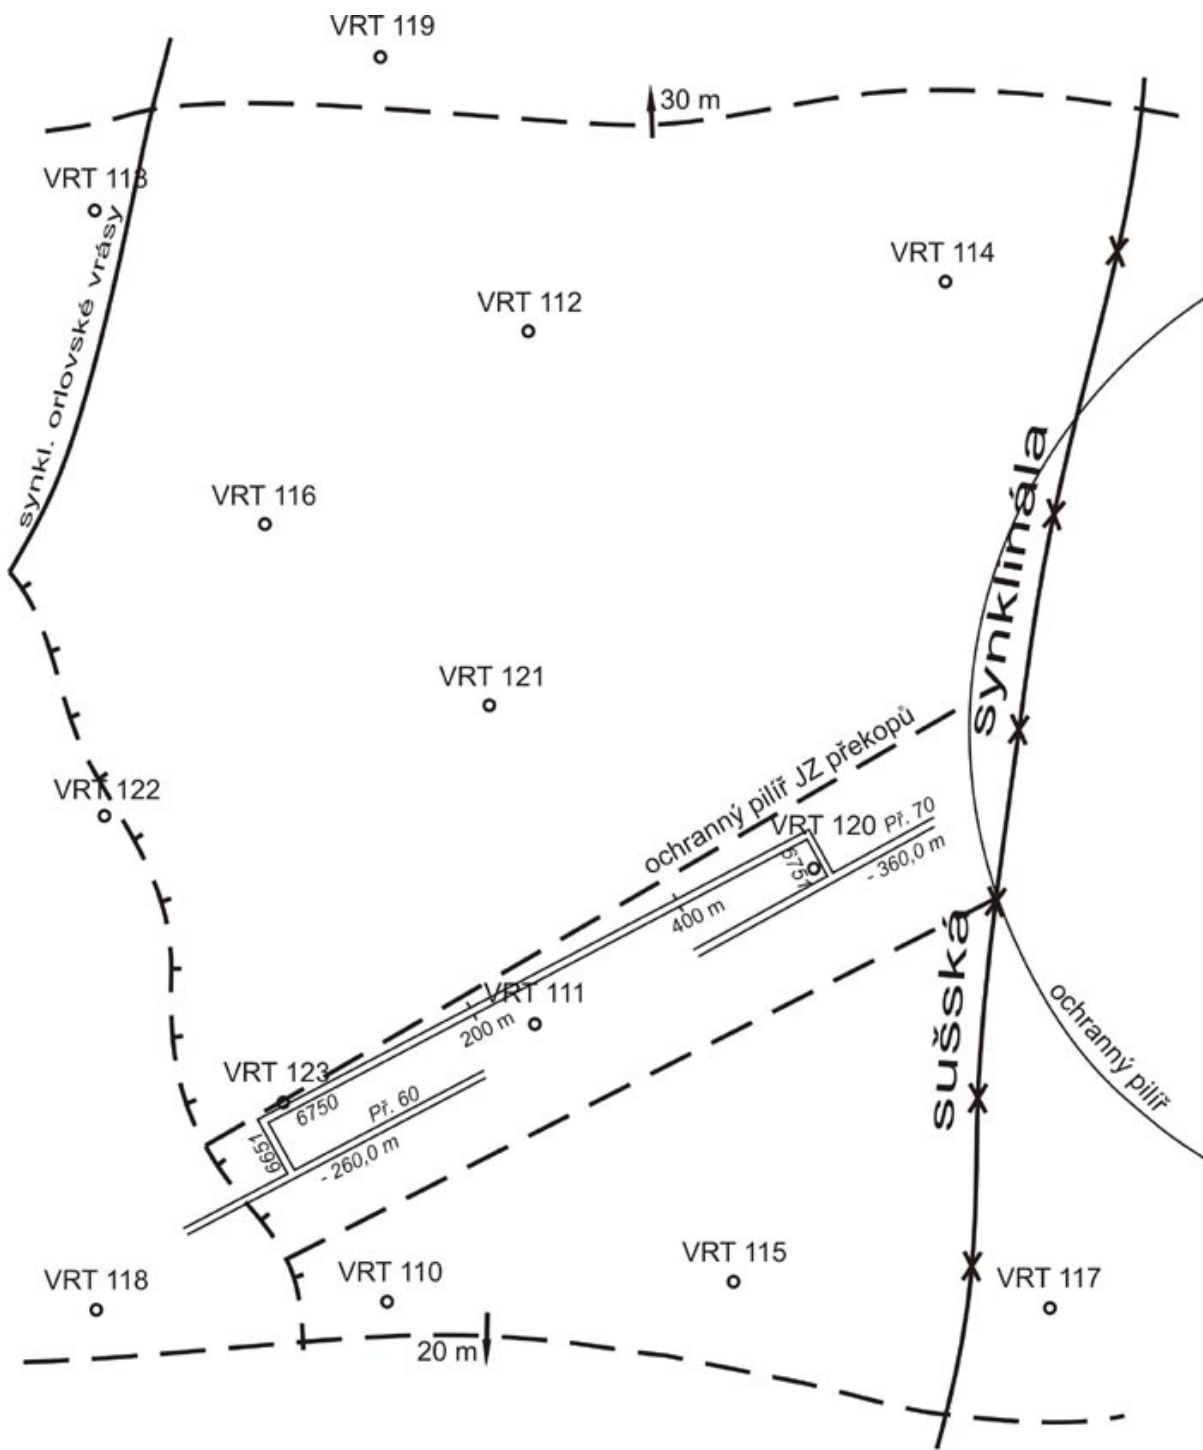 VRT 119
30 m
VRT 113
synkl. orlovské vrásy
VRT 114
VRT 112
VRT 116
synklinála
VRT 121
ochranný pilíř JZ překopů
VRT 122
VRT 120
Př. 70
6751
- 360,0 m
400 m
sušská
VRT 111
200 m
ochranný pilíř
VRT 123
6750
Př. 60
6651
- 260,0 m
VRT 115
VRT 110
VRT 118
VRT 117
20 m